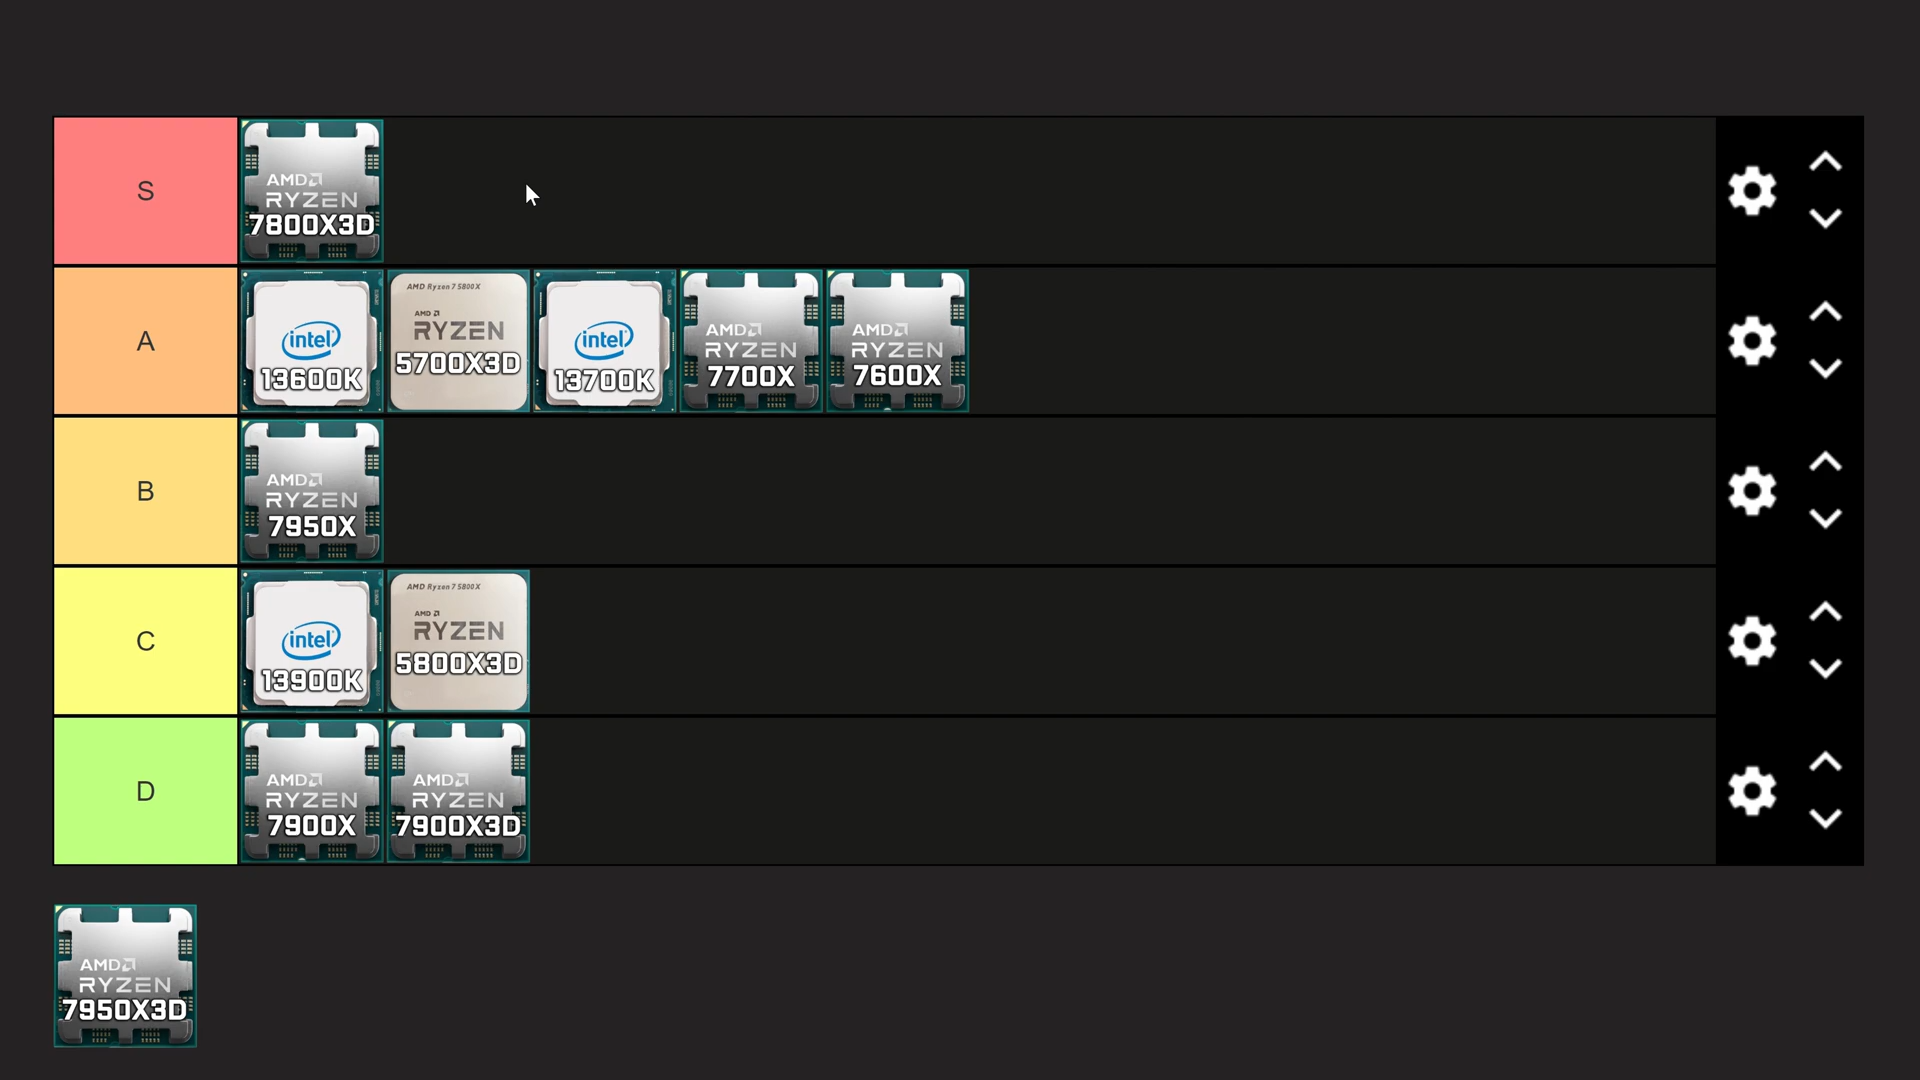 S
AMD
RYZEN
7800X3D
A
intel
13600K
AMD Ryzen 7 5800X
AMD
RYZEN
5700X3D
intel
13700K
AMD
RYZEN
7700X
AMD
RYZEN
7600X
B
AMD
RYZEN
7950X
C
intel
13900K
AMD Ryzen 7 5800X
AMD
RYZEN
5800X3D
D
AMD
RYZEN
7900X
AMD
RYZEN
7900X3D
AMD
RYZEN
7950X3D